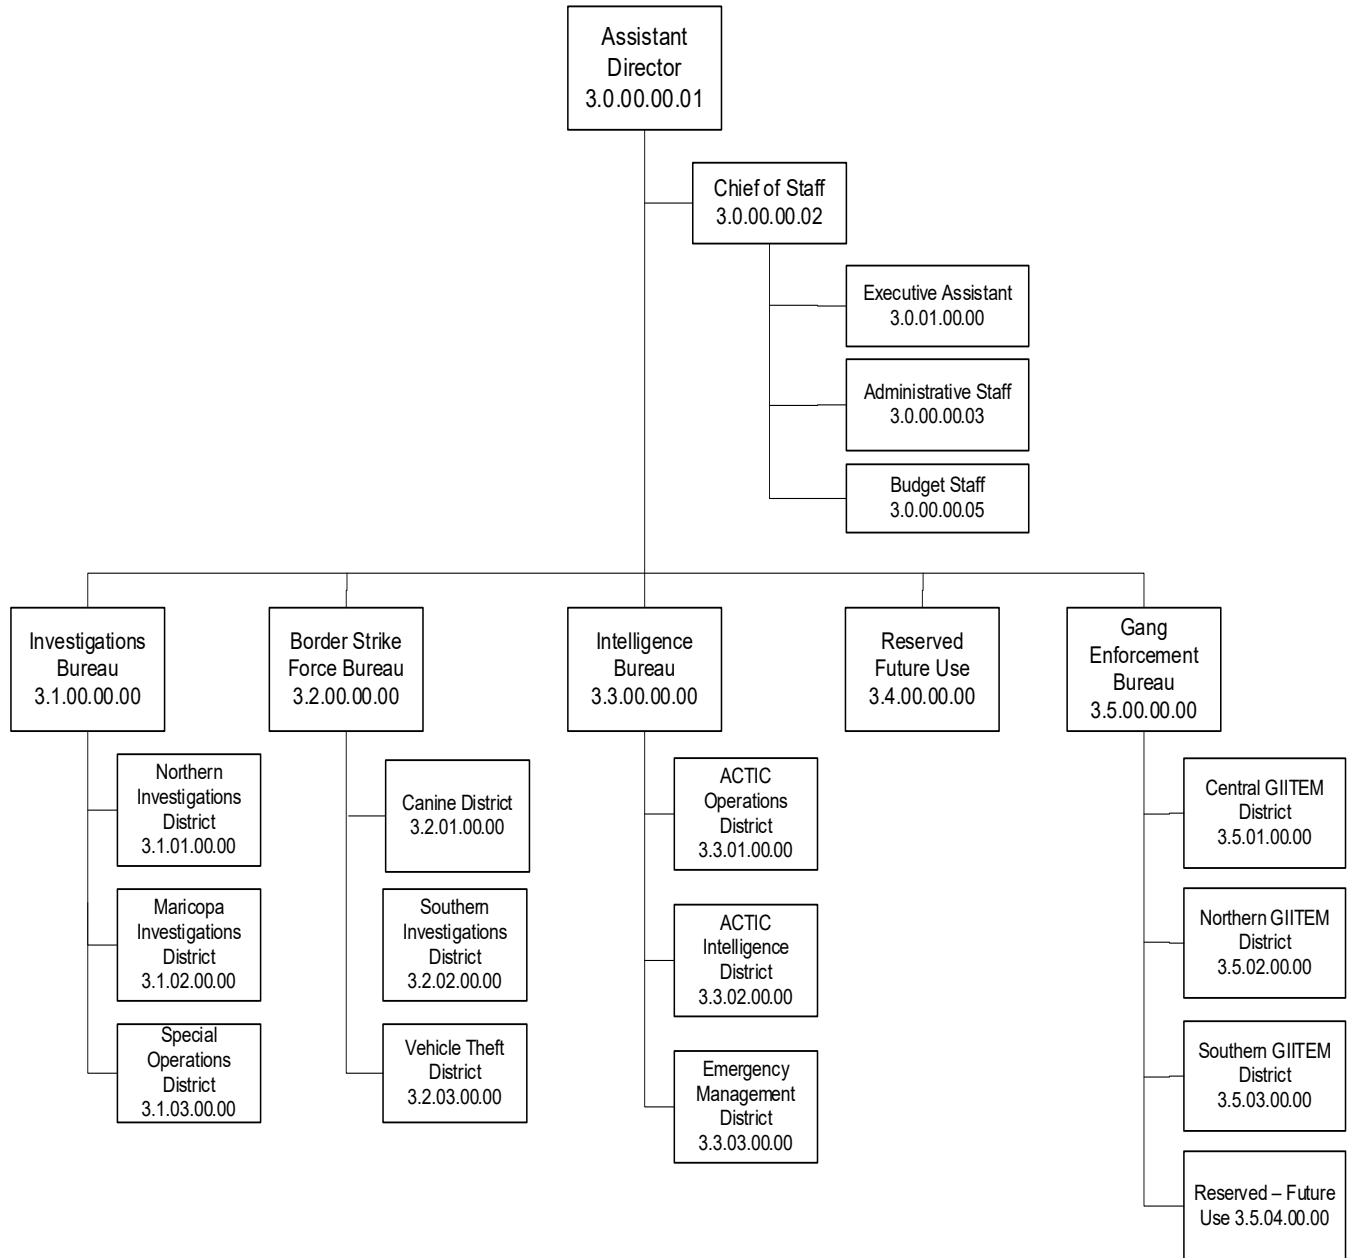 Assistant
Director
3.0.00.00.01
Chief of Staff
3.0.00.00.02
Executive Assistant
3.0.01.00.00
Administrative Staff
3.0.00.00.03
Budget Staff
3.0.00.00.05
Investigations
Bureau
3.1.00.00.00
Border Strike
Force Bureau
3.2.00.00.00
Intelligence
Bureau
3.3.00.00.00
Reserved
Future Use
3.4.00.00.00
Gang
Enforcement
Bureau
3.5.00.00.00
Northern
Investigations
District
3.1.01.00.00
Maricopa
Investigations
District
3.1.02.00.00
Special
Operations
District
3.1.03.00.00
Canine District
3.2.01.00.00
Southern
Investigations
District
3.2.02.00.00
Vehicle Theft
District
3.2.03.00.00
ACTIC
Operations
District
3.3.01.00.00
ACTIC
Intelligence
District
3.3.02.00.00
Emergency
Management
District
3.3.03.00.00
Central GIITEM
District
3.5.01.00.00
Northern GIITEM
District
3.5.02.00.00
Southern GIITEM
District
3.5.03.00.00
Reserved – Future
Use 3.5.04.00.00